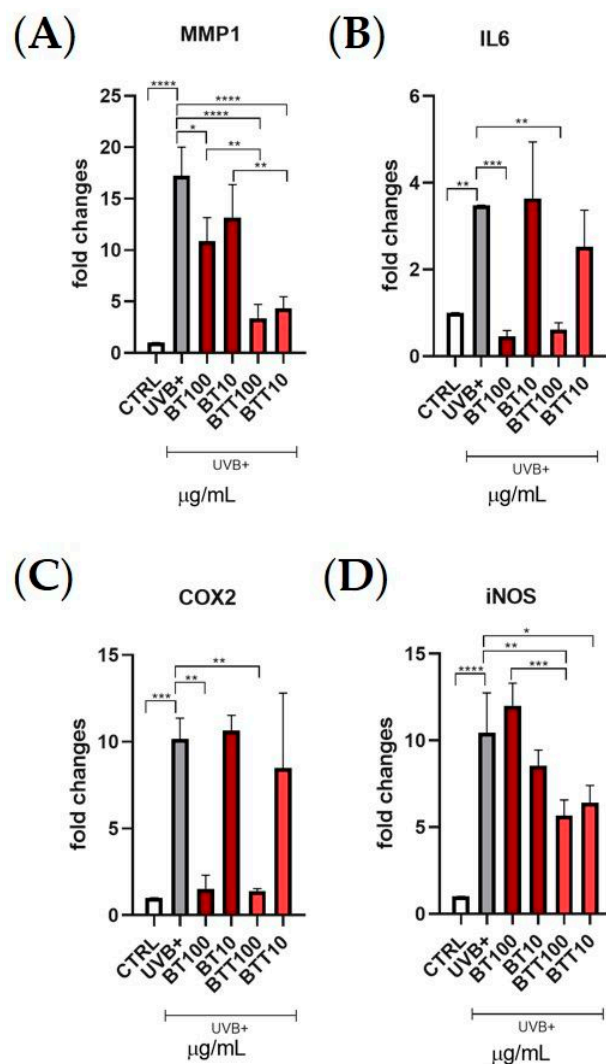 (A)
MMP1
****
****
****
*
**
**
fold changes
25
20
15
10
5
0
CTRL
UVB+
BT100
BT10
BTT100
BTT10
UVB+
μg/mL
(B)
IL6
**
***
**
fold changes
6
4
2
0
CTRL
UVB+
BT100
BT10
BTT100
BTT10
UVB+
μg/mL
(C)
COX2
**
**
***
fold changes
15
10
5
0
CTRL
UVB+
BT100
BT10
BTT100
BTT10
UVB+
μg/mL
(D)
iNOS
*
**
****
***
fold changes
15
10
5
0
CTRL
UVB+
BT100
BT10
BTT100
BTT10
UVB+
μg/mL